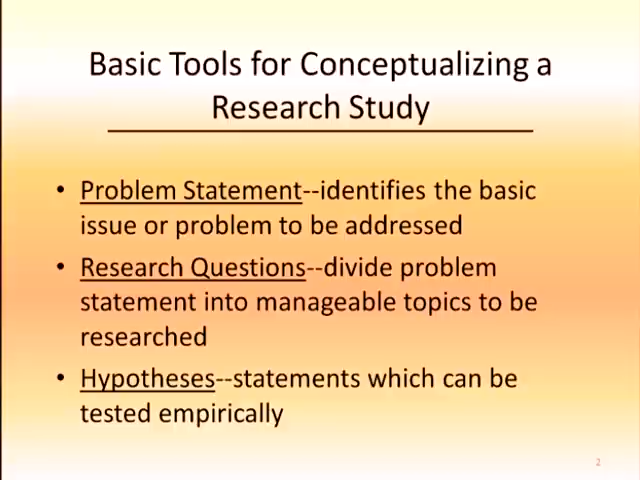 Basic Tools for Conceptualizing a
Research Study
• Problem Statement--identifies the basic
issue or problem to be addressed
• Research Questions--divide problem
statement into manageable topics to be
researched
• Hypotheses--statements which can be
tested empirically
2